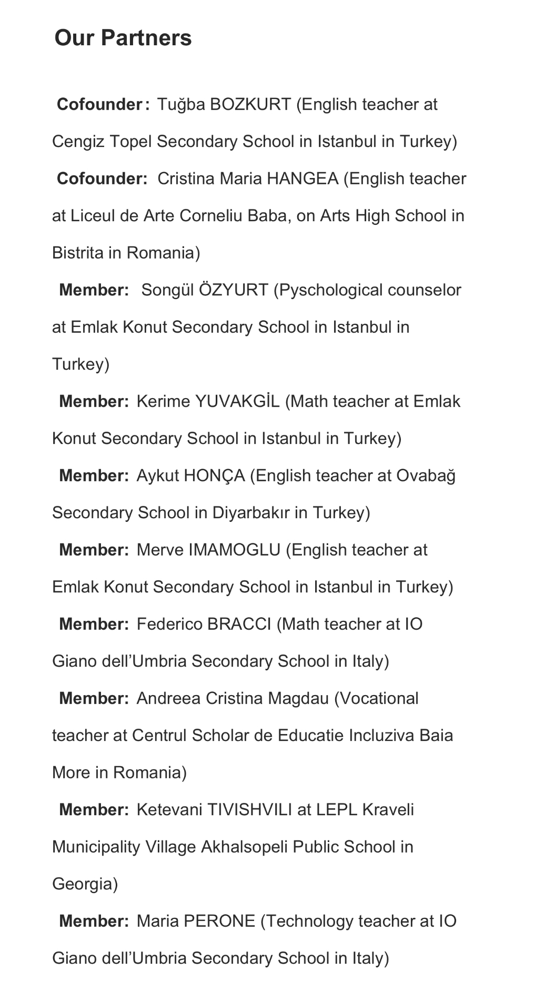 Our Partners
Cofounder: Tuğba BOZKURT (English teacher at
Cengiz Topel Secondary School in Istanbul in Turkey)
Cofounder: Cristina Maria HANGEA (English teacher
at Liceul de Arte Corneliu Baba, on Arts High School in
Bistrita in Romania)
Member: Songül ÖZYURT (Pyschological counselor
at Emlak Konut Secondary School in Istanbul in
Turkey)
Member: Kerime YUVAKGİL (Math teacher at Emlak
Konut Secondary School in Istanbul in Turkey)
Member: Aykut HONÇA (English teacher at Ovabağ
Secondary School in Diyarbakır in Turkey)
Member: Merve IMAMOGLU (English teacher at
Emlak Konut Secondary School in Istanbul in Turkey)
Member: Federico BRACCI (Math teacher at IO
Giano dell’Umbria Secondary School in Italy)
Member: Andreea Cristina Magdau (Vocational
teacher at Centrul Scholar de Educatie Incluziva Baia
More in Romania)
Member: Ketevani TIVISHVILI at LEPL Kraveli
Municipality Village Akhalsopeli Public School in
Georgia)
Member: Maria PERONE (Technology teacher at IO
Giano dell’Umbria Secondary School in Italy)